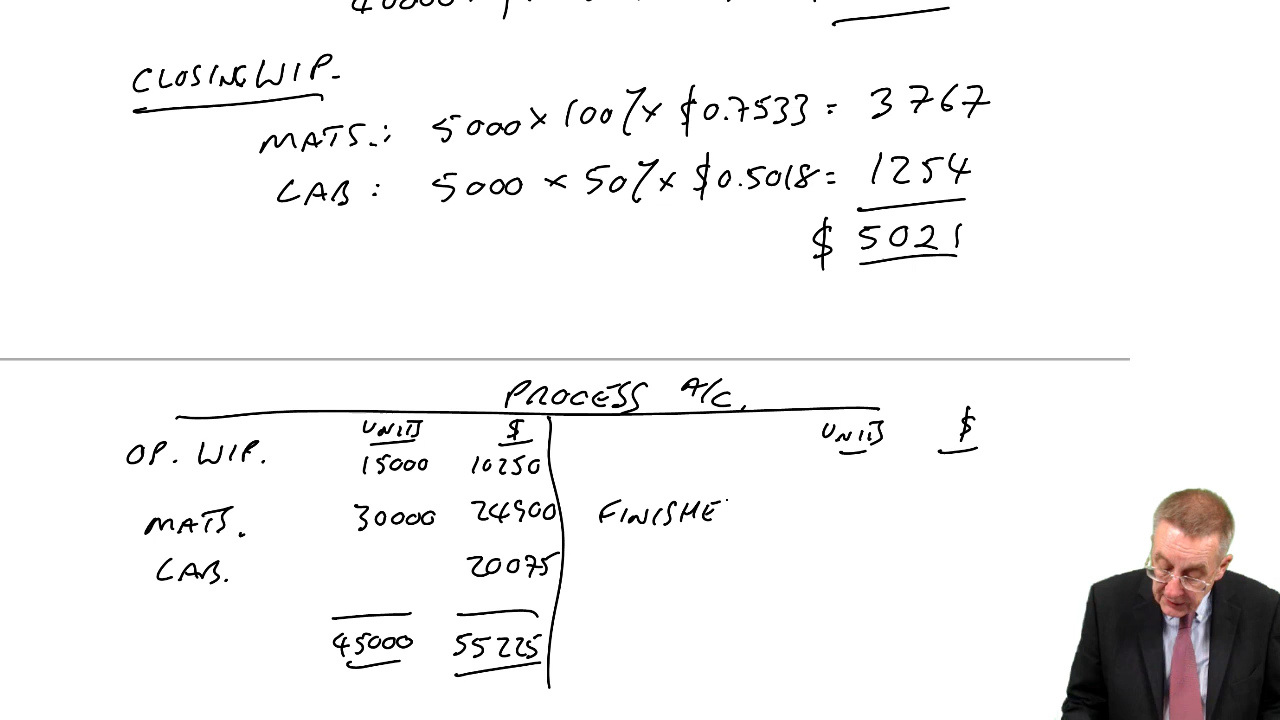 CLOSING WIP.
MATS.: 5000 × 100% × $0.7533 = 3767
LAB: 5000 × 50% × $0.5018 = 1254
$ 5021
PROCESS A/C.
UNITS $ UNITS $
OP. WIP. 15000 10250
MATS. 30000 24900 FINISHE
LAB. 20075
45000 55225